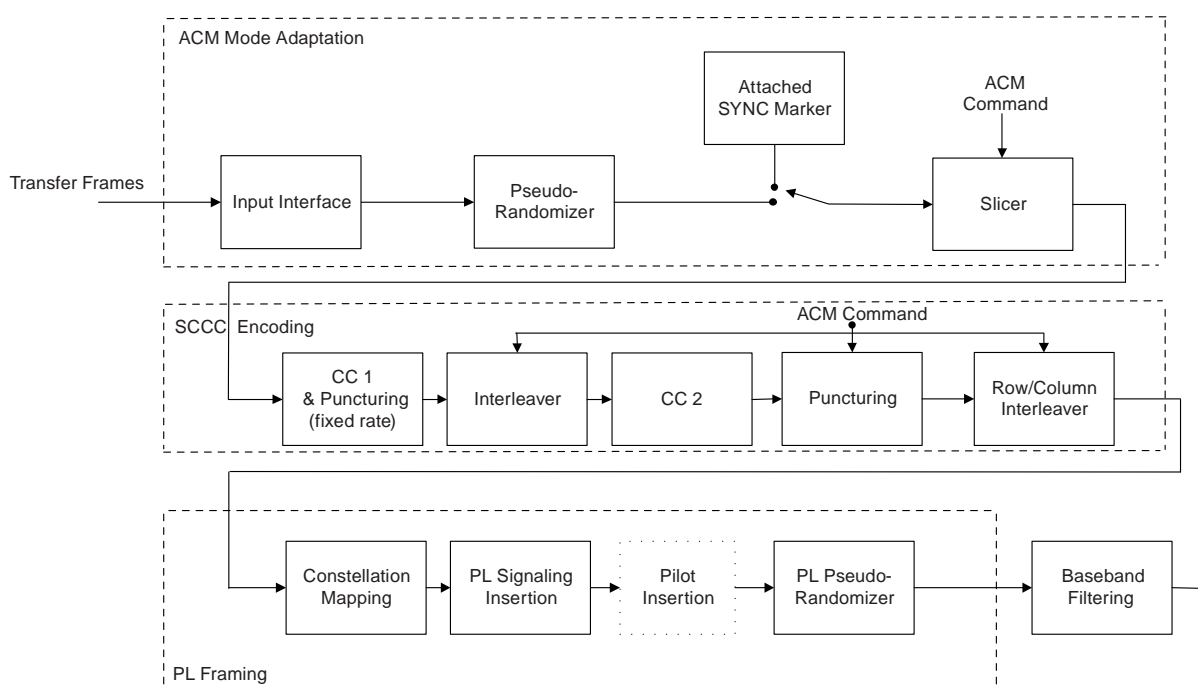 ACM Mode Adaptation
Attached
SYNC Marker
ACM
Command
Transfer Frames
Input Interface
Pseudo-
Randomizer
Slicer
SCCC Encoding
ACM Command
CC 1
& Puncturing
(fixed rate)
Interleaver
CC 2
Puncturing
Row/Column
Interleaver
Constellation
Mapping
PL Signaling
Insertion
Pilot
Insertion
PL Pseudo-
Randomizer
Baseband
Filtering
PL Framing